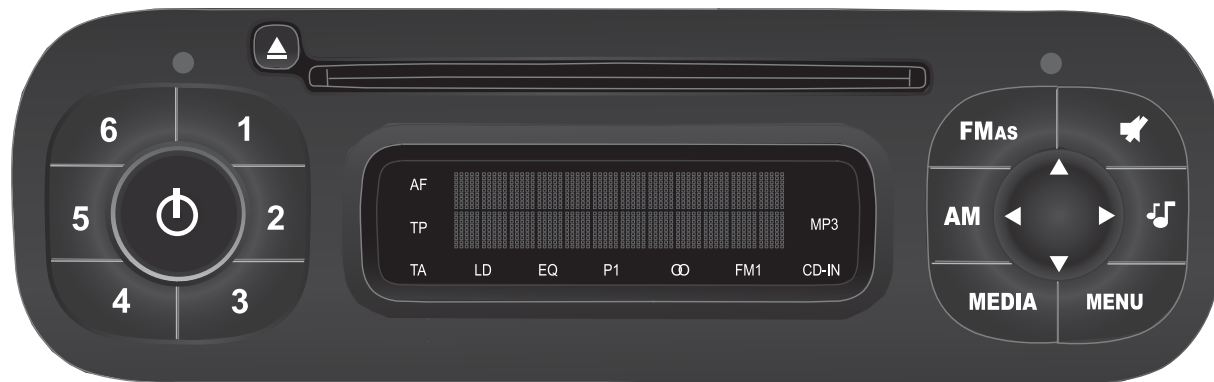 6 1
5 2
4 3
AF
TP MP3
TA LD EQ P1 FM1 CD-IN
FMAS
AM
MEDIA MENU